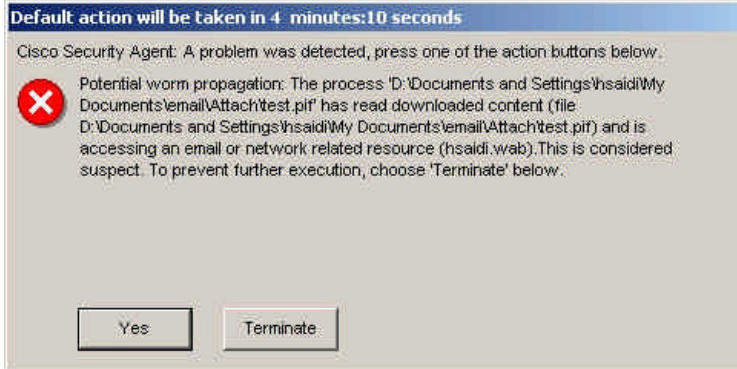 Default action will be taken in 4 minutes:10 seconds
Cisco Security Agent: A problem was detected, press one of the action buttons below.
Potential worm propagation: The process 'D:\Documents and Settings\hsaidi\My
Documents\email\Attach\test.pif' has read downloaded content (file
D:\Documents and Settings\hsaidi\My Documents\email\Attach\test.pif) and is
accessing an email or network related resource (hsaidi.wab).This is considered
suspect. To prevent further execution, choose 'Terminate' below.
Yes
Terminate